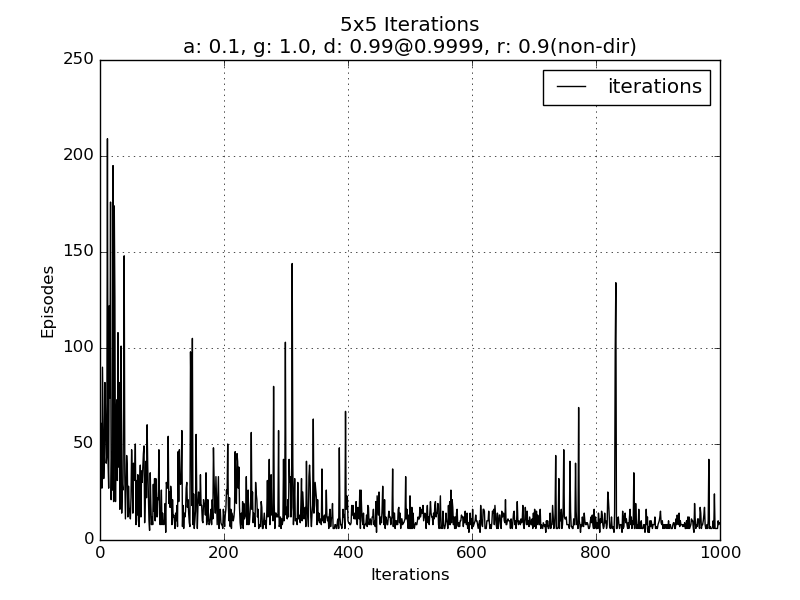 5x5 Iterations
a: 0.1, g: 1.0, d: 0.99@0.9999, r: 0.9(non-dir)
iterations
250
200
150
100
50
0
Episodes
0 200 400 600 800 1000
Iterations